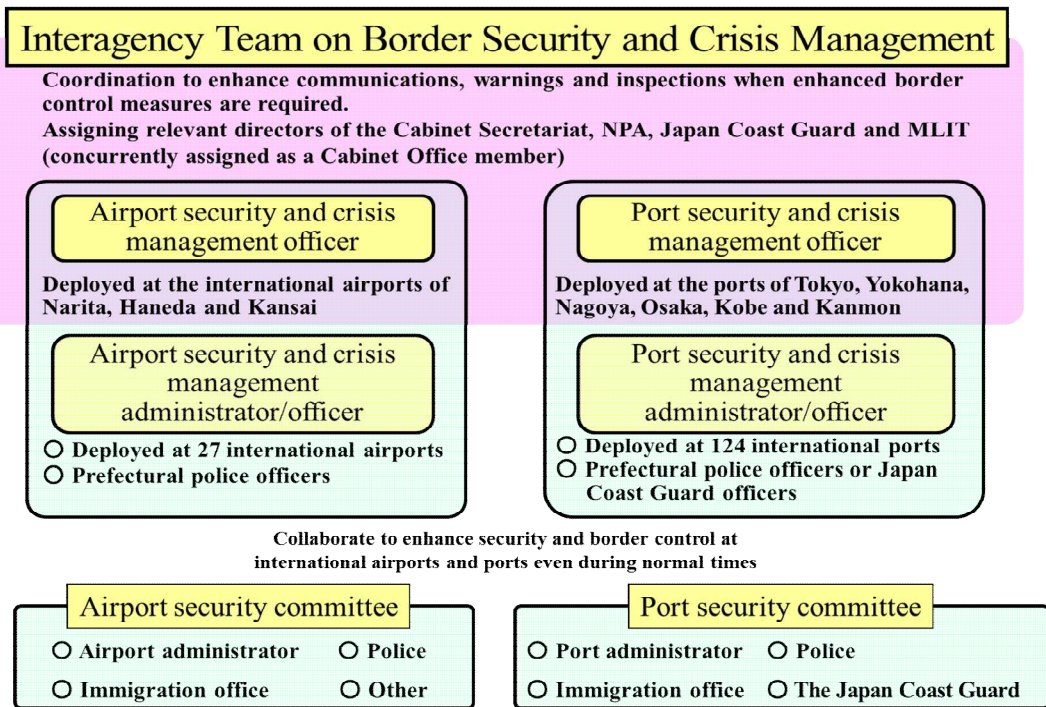 Interagency Team on Border Security and Crisis Management
Coordination to enhance communications, warnings and inspections when enhanced border
control measures are required.
Assigning relevant directors of the Cabinet Secretariat, NPA, Japan Coast Guard and MLIT
(concurrently assigned as a Cabinet Office member)
Airport security and crisis
management officer
Deployed at the international airports of
Narita, Haneda and Kansai
Airport security and crisis
management
administrator/officer
○ Deployed at 27 international airports
○ Prefectural police officers
Port security and crisis
management officer
Deployed at the ports of Tokyo, Yokohana,
Nagoya, Osaka, Kobe and Kanmon
Port security and crisis
management
administrator/officer
○ Deployed at 124 international ports
○ Prefectural police officers or Japan
Coast Guard officers
Collaborate to enhance security and border control at
international airports and ports even during normal times
Airport security committee
○ Airport administrator ○ Police
○ Immigration office ○ Other
Port security committee
○ Port administrator ○ Police
○ Immigration office ○ The Japan Coast Guard